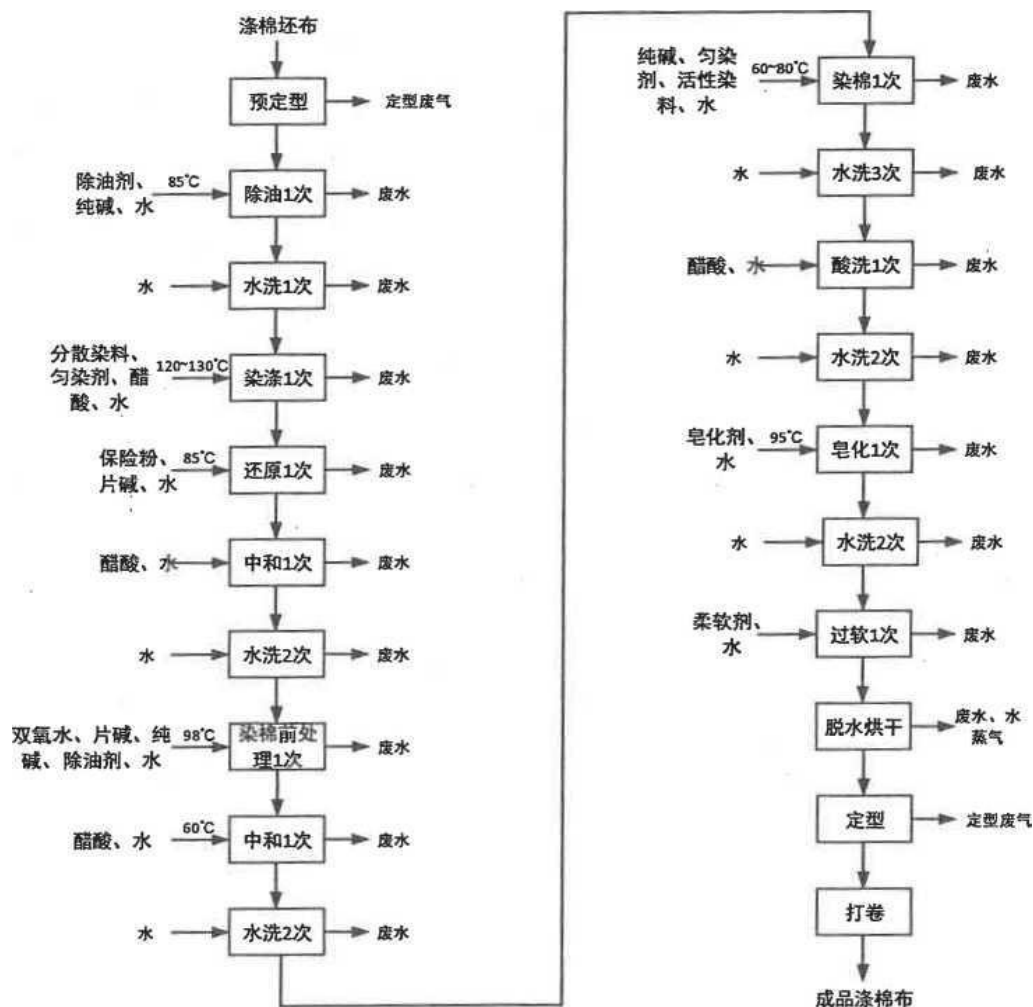 涤棉坯布
预定型
定型废气
除油剂、
纯碱、水
85℃
除油1次
废水
水
水洗1次
废水
分散染料、
匀染剂、醋
酸、水
120~130℃
染涤1次
废水
保险粉、
片碱、水
85℃
还原1次
废水
醋酸、水
中和1次
废水
水
水洗2次
废水
双氧水、片碱、纯
碱、除油剂、水
98℃
染棉前处
理1次
废水
醋酸、水
60℃
中和1次
废水
水
水洗2次
废水
纯碱、匀染
剂、活性染
料、水
60~80℃
染棉1次
废水
水
水洗3次
废水
醋酸、水
酸洗1次
废水
水
水洗2次
废水
皂化剂、
水
95℃
皂化1次
废水
水
水洗2次
废水
柔软剂、
水
过软1次
废水
脱水烘干
废水、水
蒸气
定型
定型废气
打卷
成品涤棉布